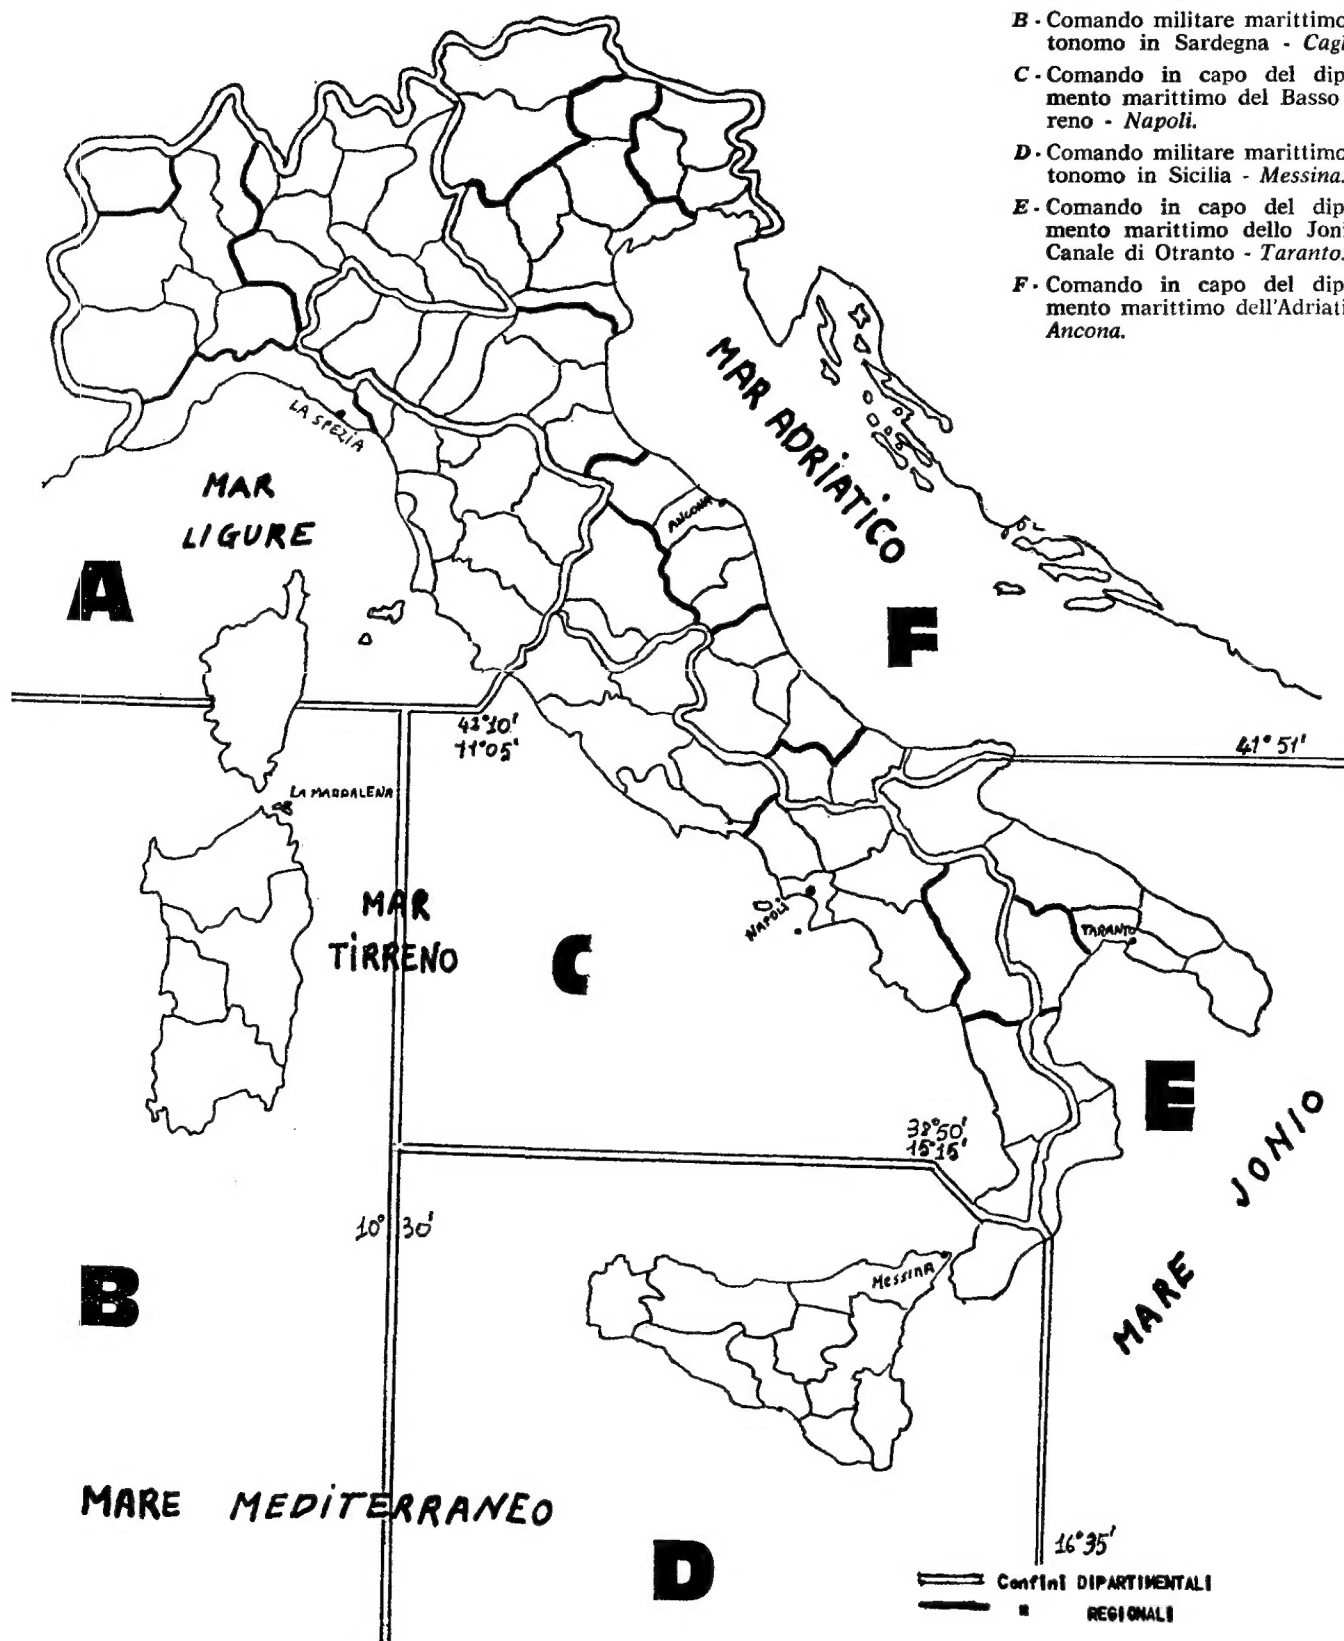 B - Comando militare marittimo
tonomo in Sardegna - Cagl
C - Comando in capo del dip
mento marittimo del Basso
reno - Napoli.
D - Comando militare marittimo
tonomo in Sicilia - Messina.
E - Comando in capo del dip
mento marittimo dello Joni
Canale di Otranto - Taranto.
F - Comando in capo del dip
mento marittimo dell'Adriati
Ancona.
MAR ADRIATICO
LA SPEZIA
MAR
LIGURE
ANCONA
A
F
42°10'
11°05'
41°51'
LA MADDALENA
MAR
TIRRENO
NAPOLI
TARANTO
C
E
38°50'
15°15'
MARE JONIO
10°30'
B
MESSINA
MARE MEDITERRANEO
D
16°35'
Confini DIPARTIMENTALI
" REGIONALI